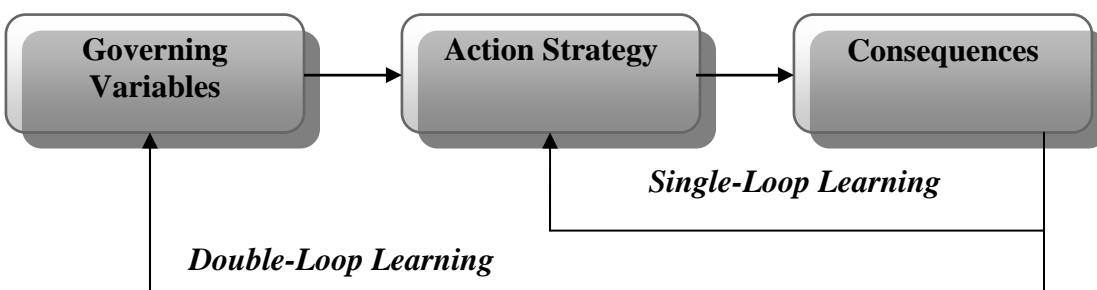 Governing
Variables
Action Strategy
Consequences
Single-Loop Learning
Double-Loop Learning